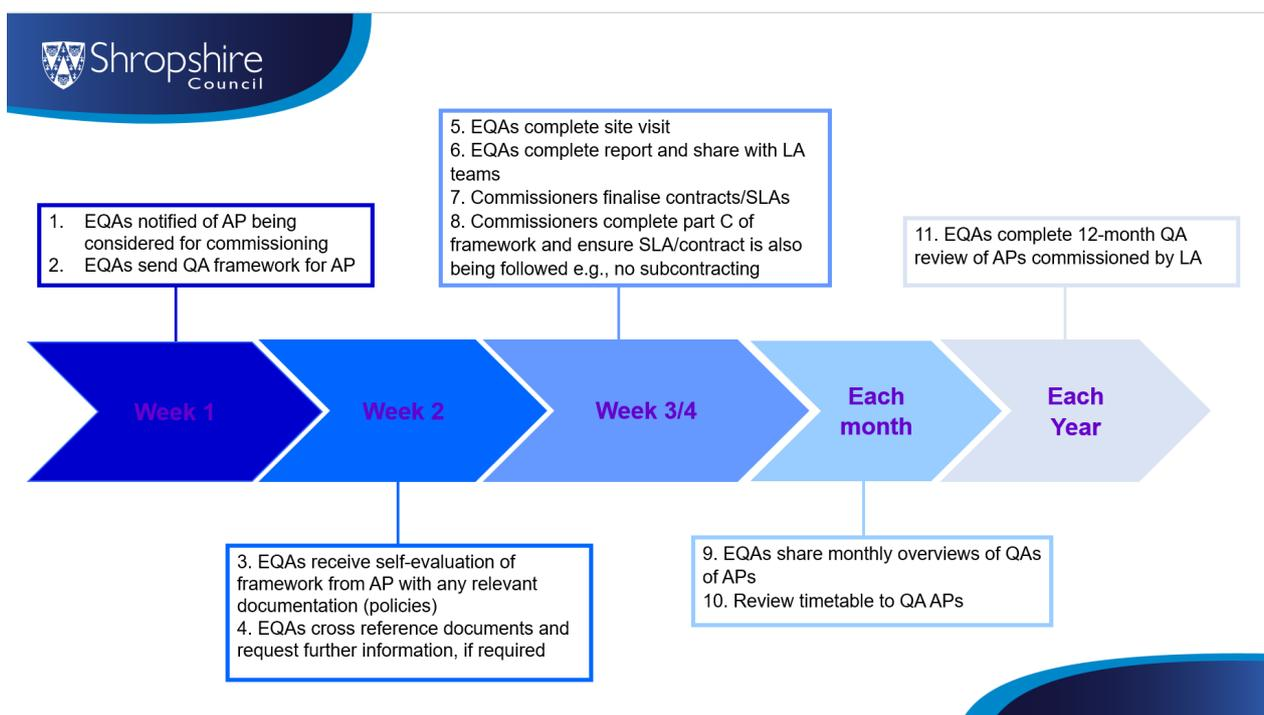 Shropshire
Council
5. EQAs complete site visit
6. EQAs complete report and share with LA
teams
7. Commissioners finalise contracts/SLAs
8. Commissioners complete part C of
framework and ensure SLA/contract is also
being followed e.g., no subcontracting
1. EQAs notified of AP being
considered for commissioning
2. EQAs send QA framework for AP
11. EQAs complete 12-month QA
review of APs commissioned by LA
Week 1
Week 2
Week 3/4
Each
month
Each
Year
3. EQAs receive self-evaluation of
framework from AP with any relevant
documentation (policies)
4. EQAs cross reference documents and
request further information, if required
9. EQAs share monthly overviews of QAs
of APs
10. Review timetable to QA APs